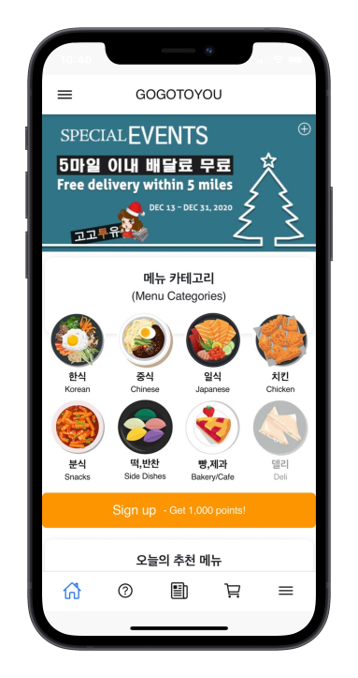 GOGOTOYOU
SPECIAL EVENTS
5마일 이내 배달료 무료
Free delivery within 5 miles
DEC 13 - DEC 31, 2020
고고투유
메뉴 카테고리
(Menu Categories)
한식 중식 일식 치킨
Korean Chinese Japanese Chicken
분식 떡,반찬 빵,제과 델리
Snacks Side Dishes Bakery/Cafe Deli
Sign up - Get 1,000 points!
오늘의 추천 메뉴